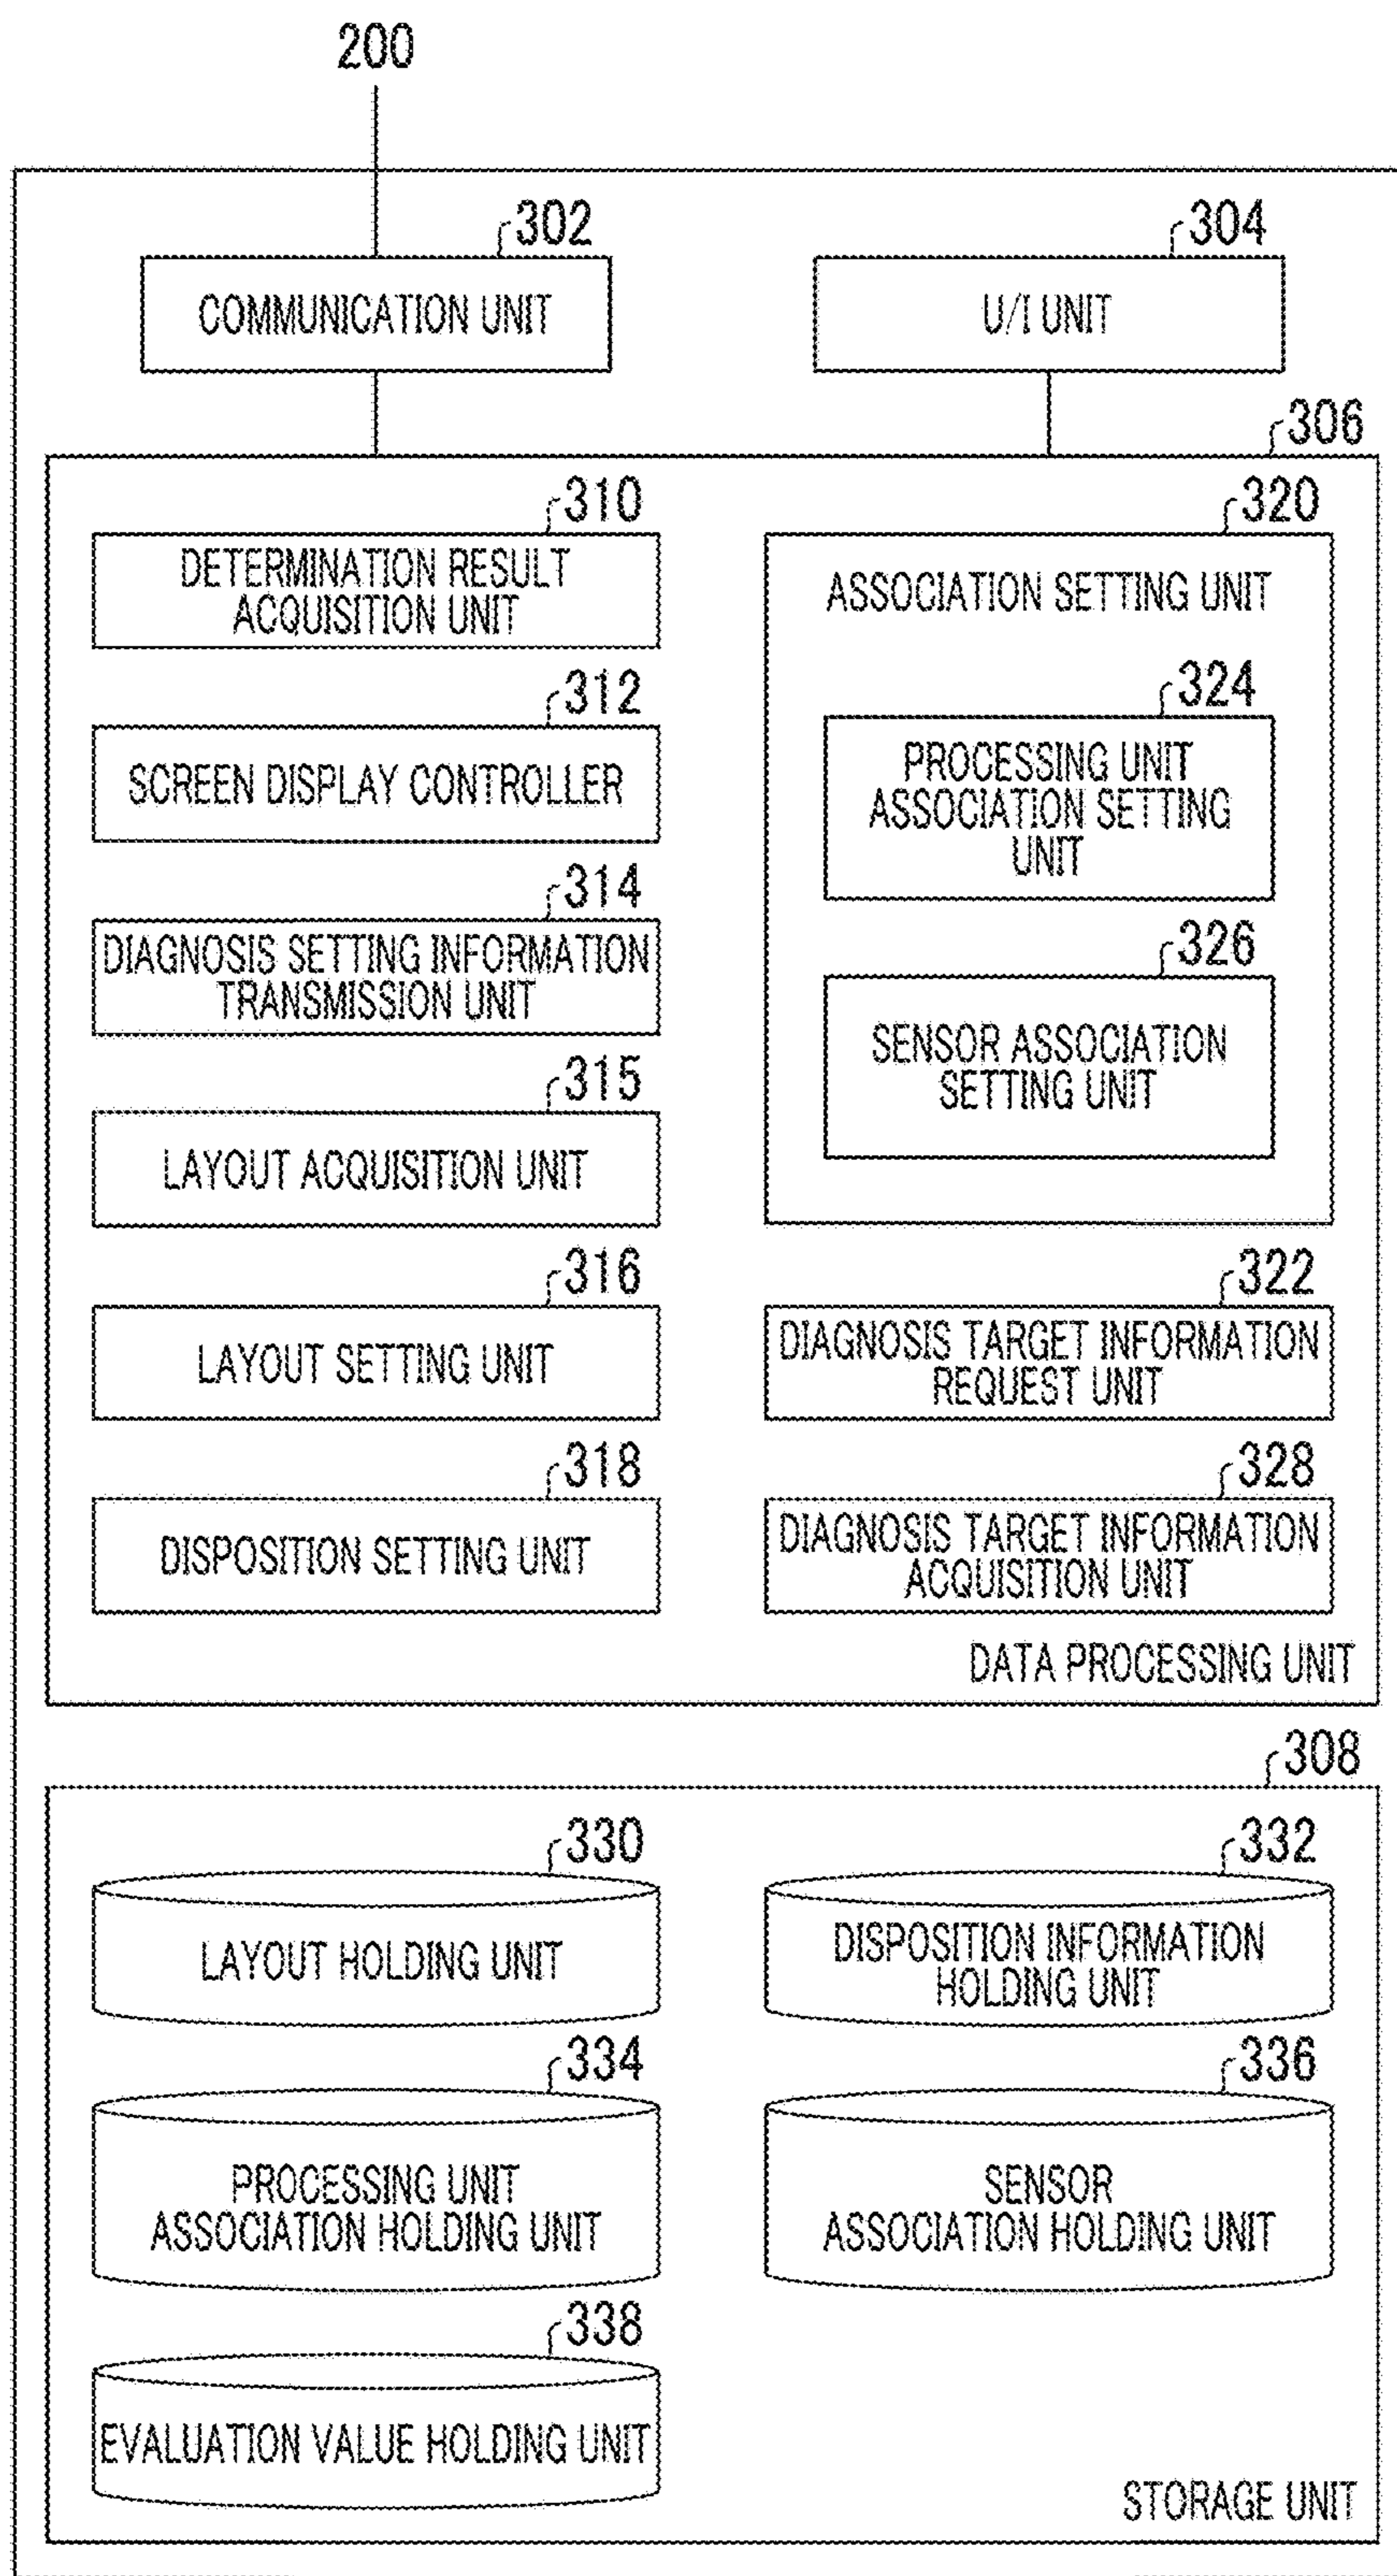 200
302
COMMUNICATION UNIT
304
U/I UNIT
306
310
DETERMINATION RESULT
ACQUISITION UNIT
312
SCREEN DISPLAY CONTROLLER
314
DIAGNOSIS SETTING INFORMATION
TRANSMISSION UNIT
315
LAYOUT ACQUISITION UNIT
316
LAYOUT SETTING UNIT
318
DISPOSITION SETTING UNIT
320
ASSOCIATION SETTING UNIT
324
PROCESSING UNIT
ASSOCIATION SETTING
UNIT
326
SENSOR ASSOCIATION
SETTING UNIT
322
DIAGNOSIS TARGET INFORMATION
REQUEST UNIT
328
DIAGNOSIS TARGET INFORMATION
ACQUISITION UNIT
DATA PROCESSING UNIT
308
330
LAYOUT HOLDING UNIT
332
DISPOSITION INFORMATION
HOLDING UNIT
334
PROCESSING UNIT
ASSOCIATION HOLDING UNIT
336
SENSOR
ASSOCIATION HOLDING UNIT
338
EVALUATION VALUE HOLDING UNIT
STORAGE UNIT